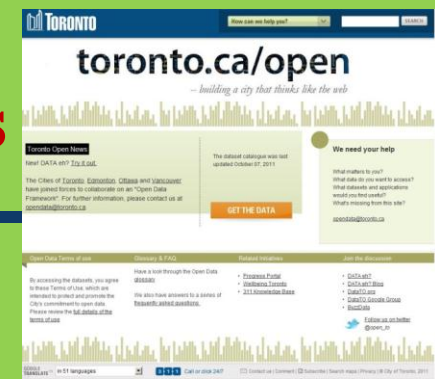 S
TORONTO
How can we help you?
SEARCH
toronto.ca/open
– building a city that thinks like the web
Toronto Open News
New! DATA eh? Try it out.
The Cities of Toronto, Edmonton, Ottawa and Vancouver
have joined forces to collaborate on an "Open Data
Framework". For further information, please contact us at
opendata@toronto.ca
The dataset catalogue was last
updated October 07, 2011
GET THE DATA
We need your help
What matters to you?
What data do you want to access?
What datasets and applications
would you find useful?
What's missing from this site?
opendata@toronto.ca
Open Data Terms of use
By accessing the datasets, you agree
to these Terms of Use, which are
intended to protect and promote the
City's commitment to open data.
Please review the full details of the
terms of use.
Glossary & FAQ
Have a look through the Open Data
glossary.
We also have answers to a series of
frequently asked questions.
Related Initiatives
Progress Portal
Wellbeing Toronto
211 Knowledge Base
Join the discussion
DATA eh?
DATA eh? Blog
DataTO.org
DataTO Google Group
BuzzData
Follow us on twitter
@open_to
GOOGLE
TRANSLATE
in 51 languages
3 1 1 Call or click 24/7
Contact us | Comment | Subscribe | Search maps | Privacy | © City of Toronto, 2011